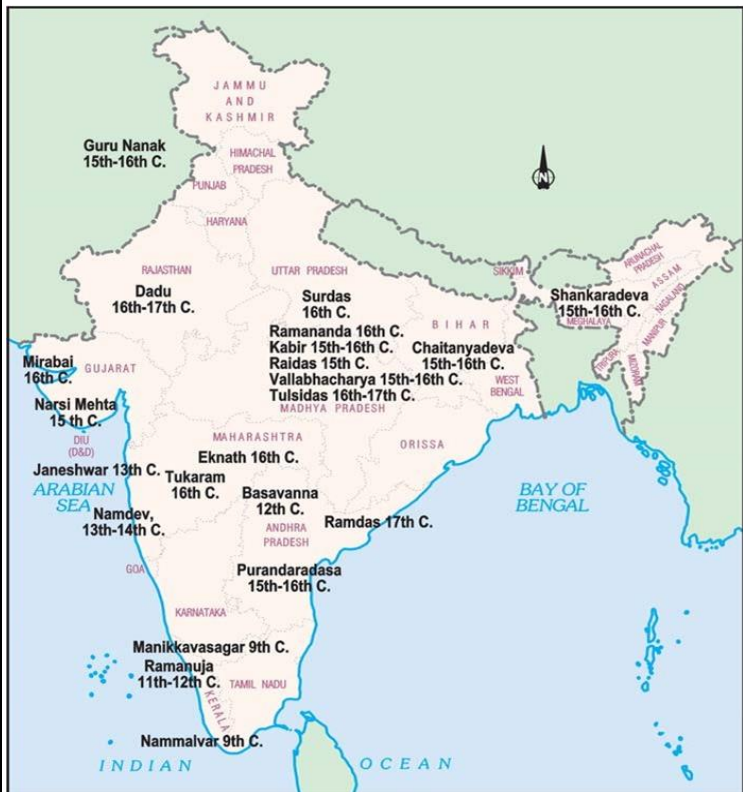 JAMMU
AND
KASHMIR
Guru Nanak
15th-16th C.
HIMACHAL
PRADESH
PUNJAB
N
HARYANA
RAJASTHAN
UTTAR PRADESH
SIKKIM
ARUNACHAL
PRADESH
ASSAM
NAGALAND
Dadu
16th-17th C.
Surdas
16th C.
Shankaradeva
15th-16th C.
MEGHALAYA
MANIPUR
BIHAR
Ramananda 16th C.
Kabir 15th-16th C.
Raidas 15th C.
Vallabhacharya 15th-16th C.
Tulsidas 16th-17th C.
Chaitanyadeva
15th-16th C.
TRIPURA
MIZORAM
Mirabai
16th C.
GUJARAT
WEST
BENGAL
MADHYA PRADESH
Narsi Mehta
15 th C.
DIU
(D&D)
MAHARASHTRA
ORISSA
Eknath 16th C.
Janeshwar 13th C.
Tukaram
16th C.
ARABIAN
SEA
Basavanna
12th C.
BAY OF
BENGAL
Namdev,
13th-14th C.
Ramdas 17th C.
ANDHRA
PRADESH
GOA
Purandaradasa
15th-16th C.
KARNATAKA
Manikkavasagar 9th C.
Ramanuja
11th-12th C.
TAMIL NADU
KERALA
Nammalvar 9th C.
INDIAN OCEAN